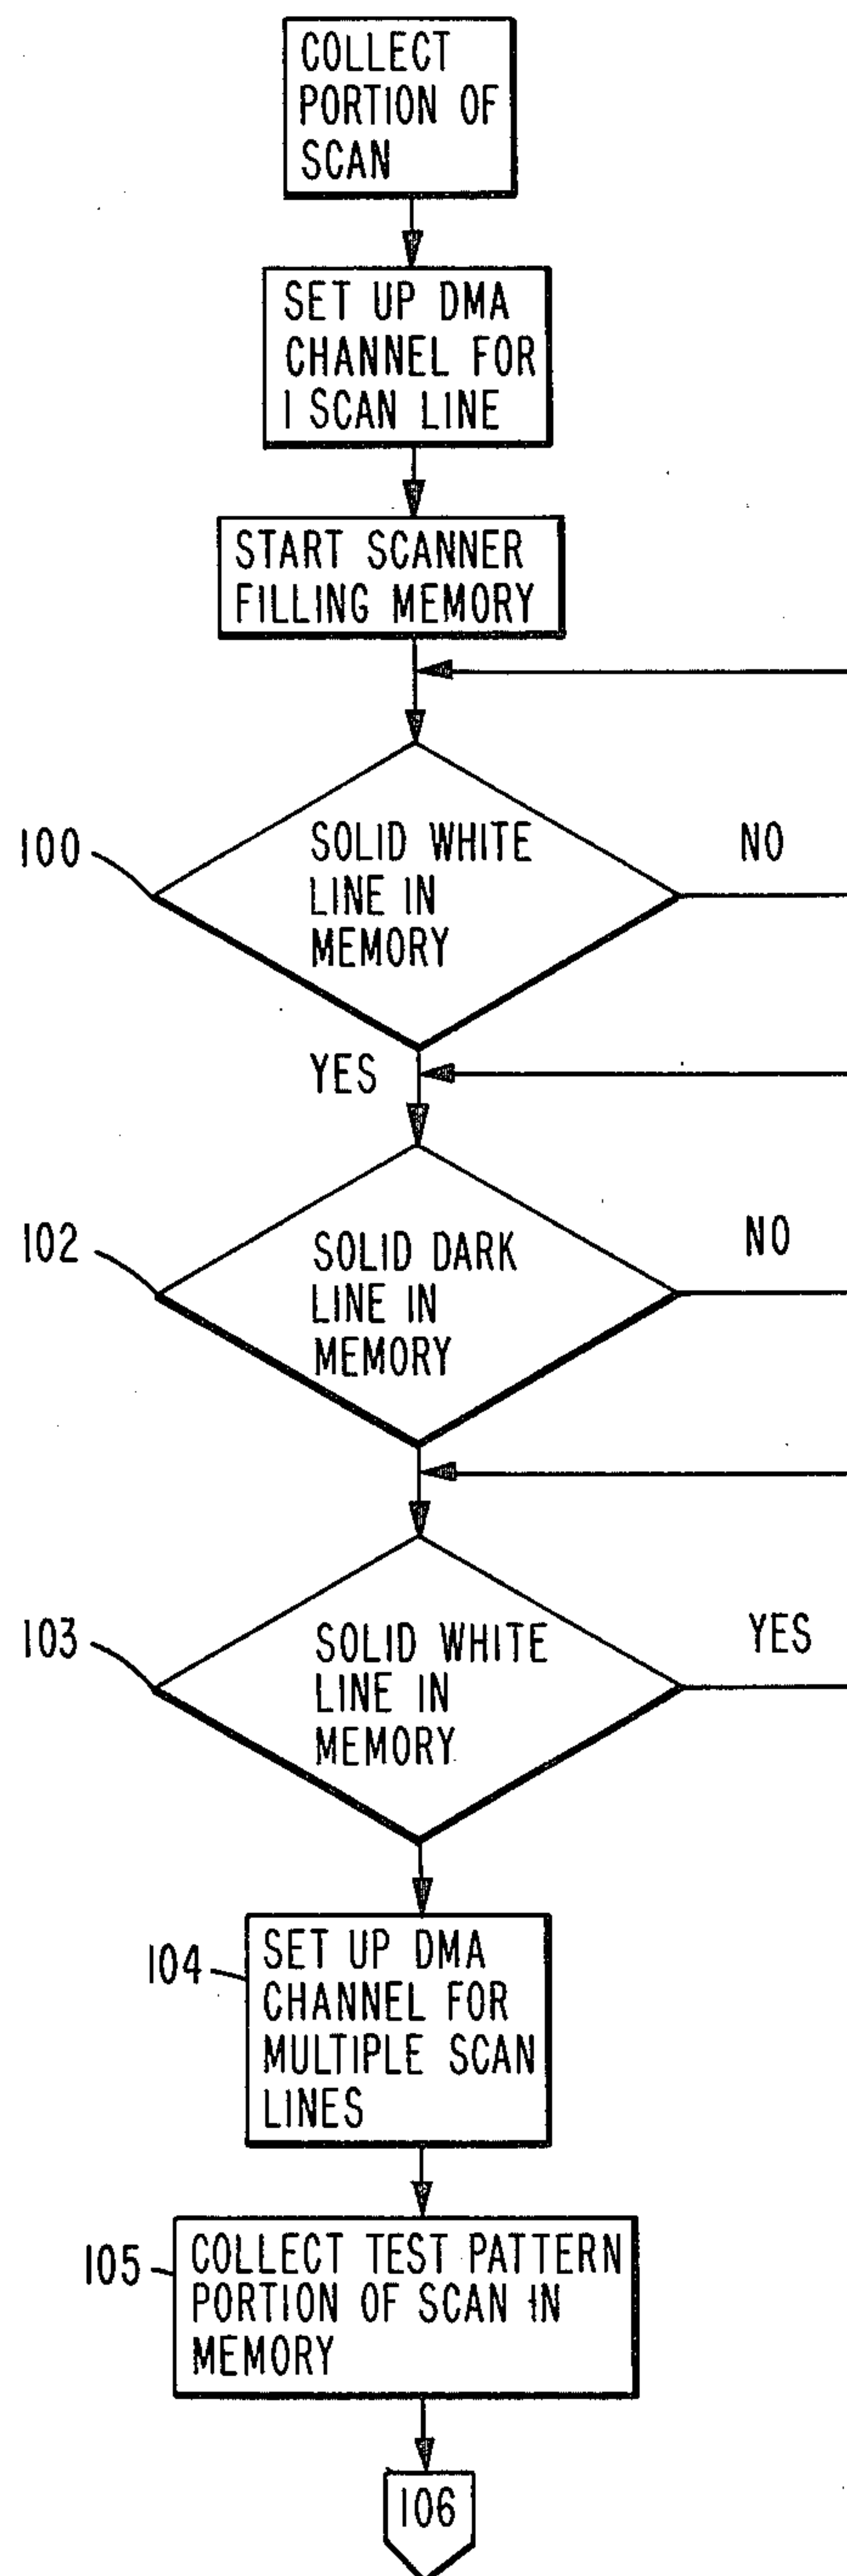 COLLECT
PORTION OF
SCAN
SET UP DMA
CHANNEL FOR
1 SCAN LINE
START SCANNER
FILLING MEMORY
100
SOLID WHITE
LINE IN
MEMORY
NO
YES
102
SOLID DARK
LINE IN
MEMORY
NO
103
SOLID WHITE
LINE IN
MEMORY
YES
104
SET UP DMA
CHANNEL FOR
MULTIPLE SCAN
LINES
105
COLLECT TEST PATTERN
PORTION OF SCAN IN
MEMORY
106